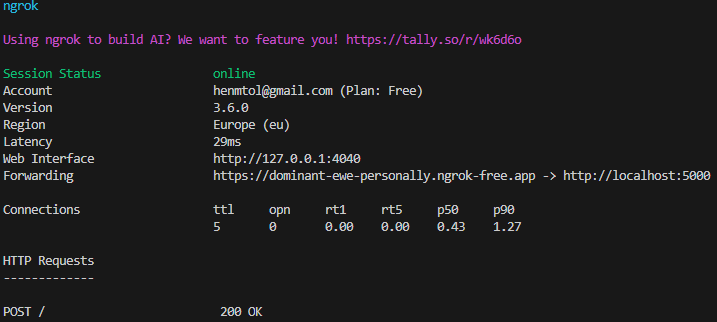 ngrok
Using ngrok to build AI? We want to feature you! https://tally.so/r/wk6d6o
Session Status online
Account henmtol@gmail.com (Plan: Free)
Version 3.6.0
Region Europe (eu)
Latency 29ms
Web Interface http://127.0.0.1:4040
Forwarding https://dominant-ewe-personally.ngrok-free.app -> http://localhost:5000
Connections ttl opn rt1 rt5 p50 p90
5 0 0.00 0.00 0.43 1.27
HTTP Requests
-------------
POST / 200 OK